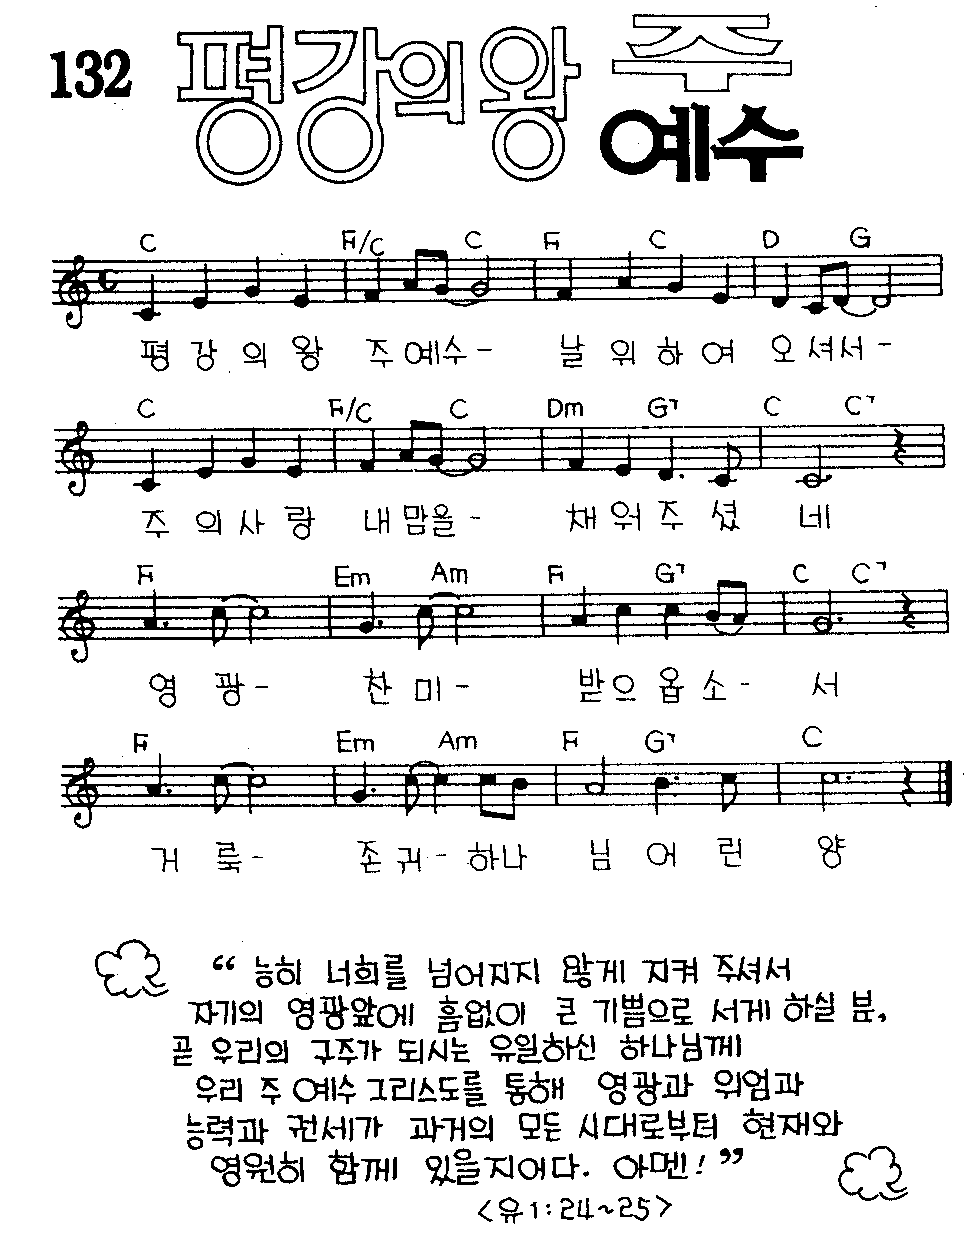 132 평강의 왕 주
예수
C F/C C F C D G
평 강 의 왕 주 예수 - 날 위 하 여 오 셔서 -
C F/C C Dm G7 C C7
주 의 사 랑 내 맘을 - 채 워 주 셨 네
F Em Am F G7 C C7
영 광 - 찬 미 - 받으 옵 소 - 서
F Em Am F G7 C
거 룩 - 존 귀 - 하 나 님 어 린 양
“ 능히 너희를 넘어지지 않게 지켜 주셔서
자기의 영광앞에 흠없이 큰 기쁨으로 서게 하실 분,
곧 우리의 구주가 되시는 유일하신 하나님께
우리 주 예수 그리스도를 통해 영광과 위엄과
능력과 권세가 과거의 모든 시대로부터 현재와
영원히 함께 있을지어다. 아멘! ”
<유 1 : 24~25>